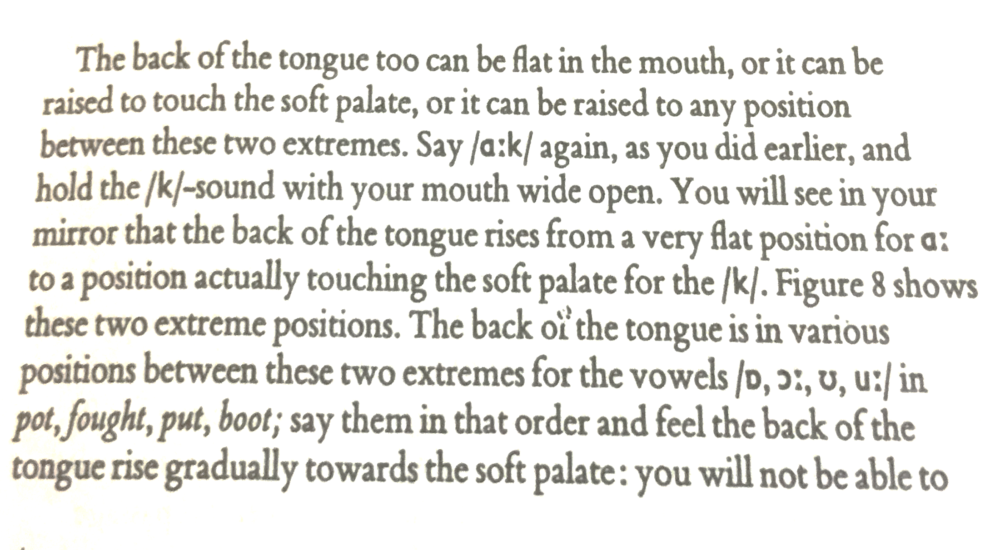 The back of the tongue too can be flat in the mouth, or it can be
raised to touch the soft palate, or it can be raised to any position
between these two extremes. Say /ɑːk/ again, as you did earlier, and
hold the /k/-sound with your mouth wide open. You will see in your
mirror that the back of the tongue rises from a very flat position for ɑː
to a position actually touching the soft palate for the /k/. Figure 8 shows
these two extreme positions. The back of the tongue is in various
positions between these two extremes for the vowels /ɒ, ɔː, ʊ, uː/ in
pot, fought, put, boot; say them in that order and feel the back of the
tongue rise gradually towards the soft palate: you will not be able to